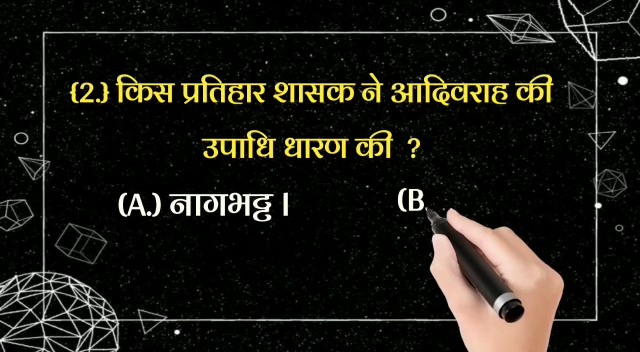 {2.} किस प्रतिहार शासक ने आदिवराह की
उपाधि धारण की ?
(A.) नागभट्ट I (B